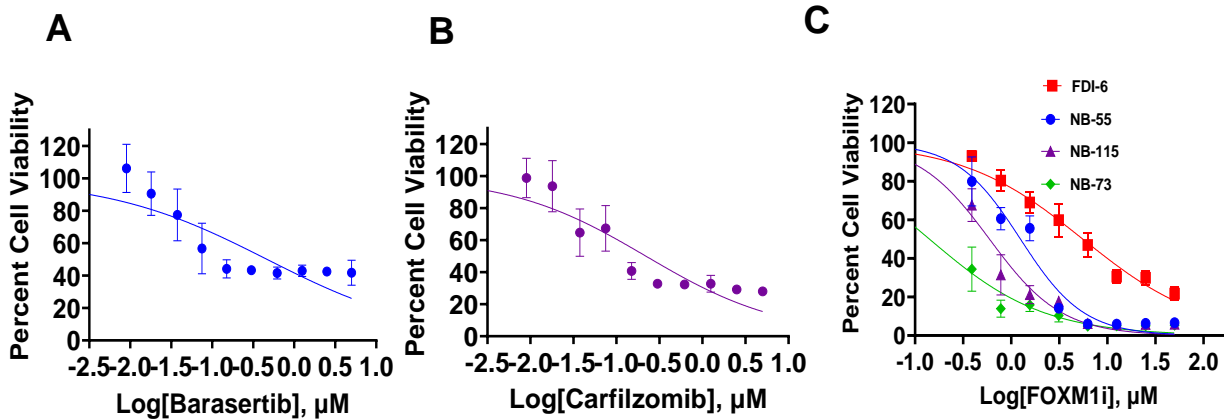 A
Percent Cell Viability
120
100
80
60
40
20
0
-2.5-2.0-1.5-1.0-0.5 0.0 0.5 1.0
Log[Barasertib], µM
B
Percent Cell Viability
120
100
80
60
40
20
0
-2.5-2.0-1.5-1.0-0.5 0.0 0.5 1.0
Log[Carfilzomib], µM
C
FDI-6
NB-55
NB-115
NB-73
Percent Cell Viability
120
100
80
60
40
20
0
-1.0 -0.5 0.0 0.5 1.0 1.5 2.0
Log[FOXM1i], µM